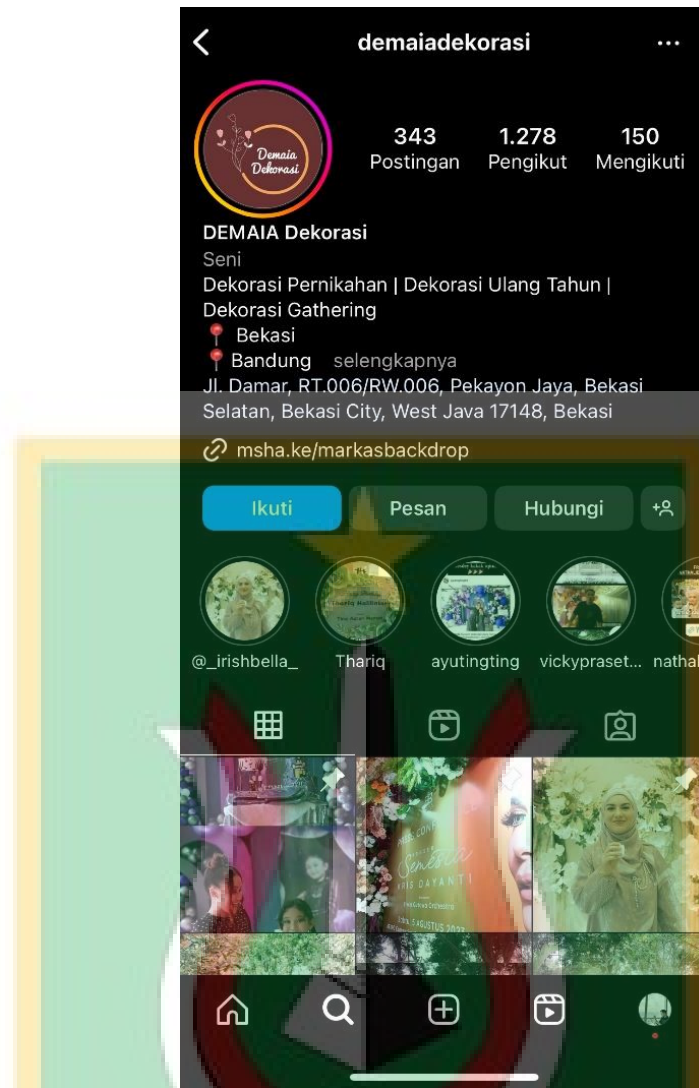 demaiadekorasi
Demaia
Dekorasi
343 1.278 150
Postingan Pengikut Mengikuti
DEMAIA Dekorasi
Seni
Dekorasi Pernikahan | Dekorasi Ulang Tahun |
Dekorasi Gathering
Bekasi
Bandung selengkapnya
Jl. Damar, RT.006/RW.006, Pekayon Jaya, Bekasi
Selatan, Bekasi City, West Java 17148, Bekasi
msha.ke/markasbackdrop
Ikuti Pesan Hubungi
@_irishbella_ Thariq ayutingting vickypraset... nathal
Semesta
KRIS DAYANTI